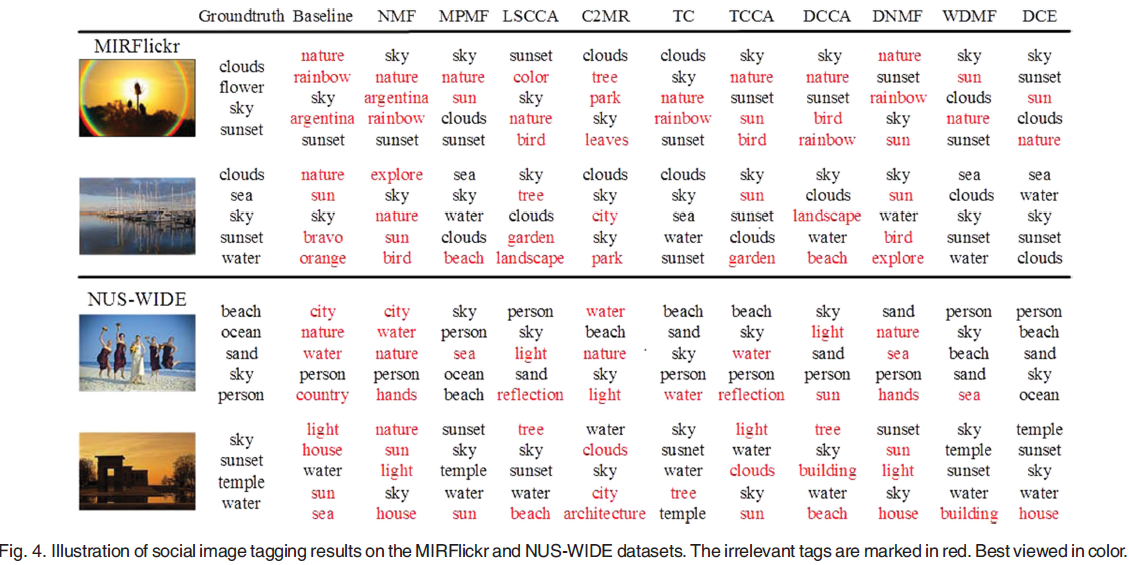 Groundtruth Baseline NMF MPMF LSCCA C2MR TC TCCA DCCA DNMF WDMF DCE
MIRFlickr
clouds
flower
sky
sunset
nature sky sky sunset clouds clouds sky sky nature sky sky
rainbow nature nature color tree sky nature nature sunset sun sunset
sky argentina sun sky park nature sunset sunset rainbow clouds sun
argentina rainbow clouds nature sky rainbow sun bird sky nature clouds
sunset sunset sunset bird leaves sunset bird rainbow sun sunset nature
clouds nature explore sea sky clouds clouds sky sky sky sea sea
sea sun sky sky tree sky sky sun clouds sun clouds water
sky sky nature water clouds city sea sunset landscape water sky sky
sunset bravo sun clouds garden sky water clouds water bird sunset sunset
water orange bird beach landscape park sunset garden beach explore water clouds
NUS-WIDE
beach city city sky person water beach beach sky sand person person
ocean nature water person sky beach sand sky light nature sky beach
sand water nature sea light nature sky water sand sea beach sand
sky person person ocean sand sky person person person person sand sky
person country hands beach reflection light water reflection sun hands sea ocean
sky
sunset
temple
water
light nature sunset tree water sky light tree sunset sky temple
house sun sky sky clouds susnet water sky sun temple sunset
water light temple sunset sky water clouds building light sunset sky
sun sky water water city tree sky water sky water water
sea house sun beach architecture temple sun beach house building house
Fig. 4. Illustration of social image tagging results on the MIRFlickr and NUS-WIDE datasets. The irrelevant tags are marked in red. Best viewed in color.